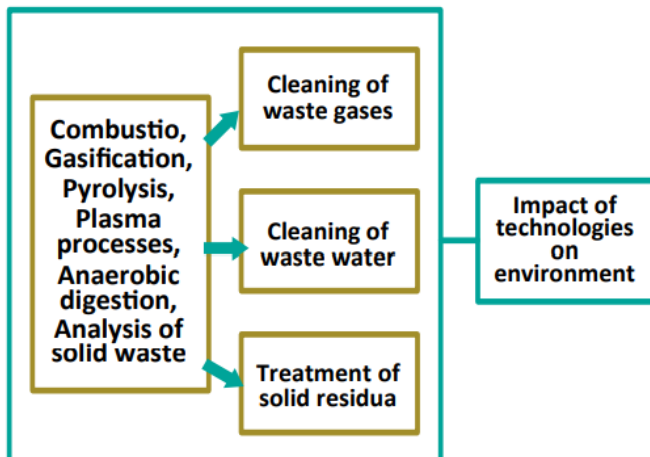 Combustio,
Gasification,
Pyrolysis,
Plasma
processes,
Anaerobic
digestion,
Analysis of
solid waste
Cleaning of
waste gases
Cleaning of
waste water
Treatment of
solid residua
Impact of
technologies
on
environment